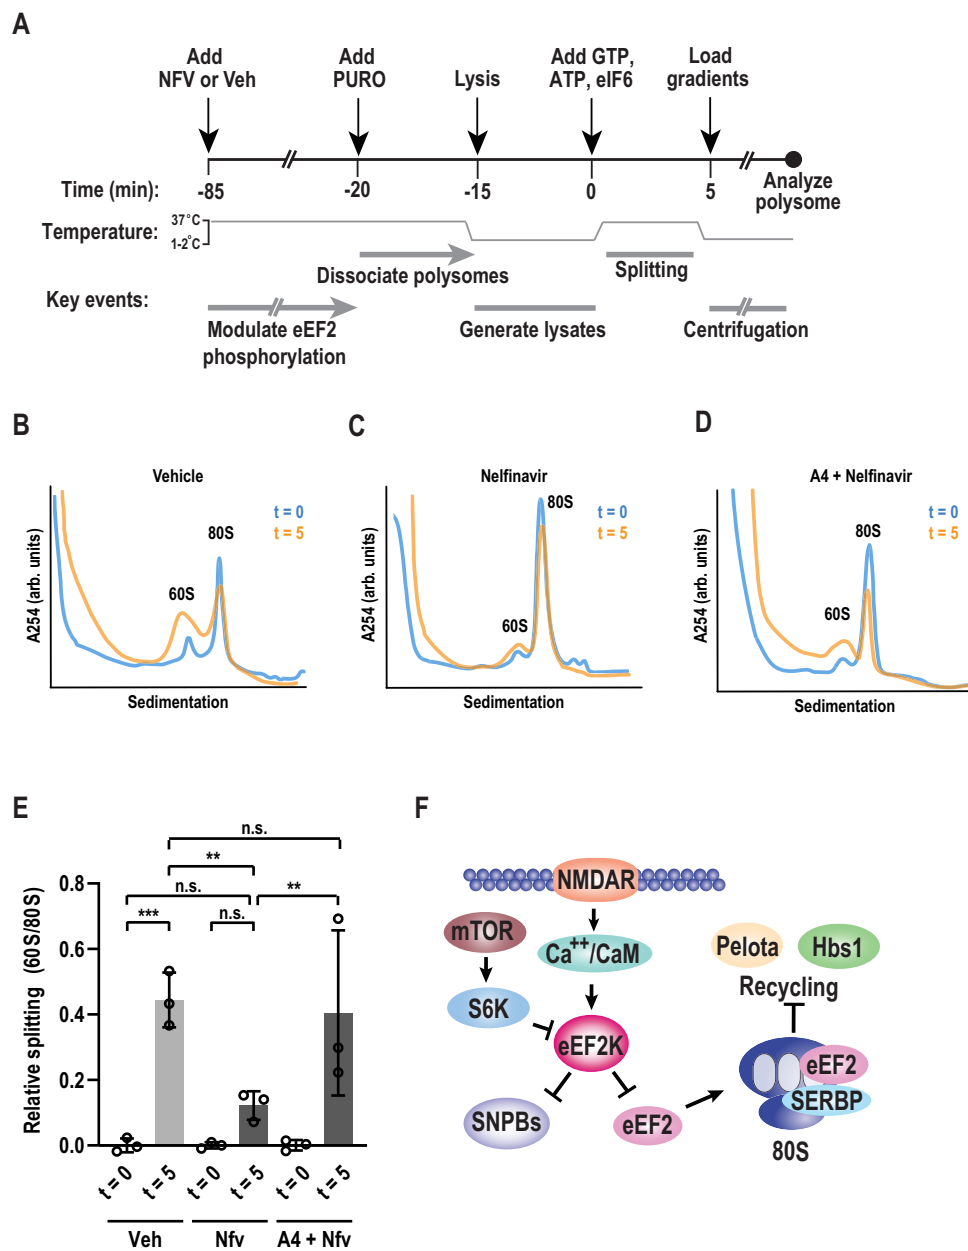 A
Add
NFV or Veh
Add
PURO
Lysis
Add GTP,
ATP, eIF6
Load
gradients
Time (min):
-85
-20
-15
0
5
Analyze
polysome
Temperature:
37°C
1-2°C
Dissociate polysomes
Splitting
Key events:
Modulate eEF2
phosphorylation
Generate lysates
Centrifugation
B
Vehicle
t = 0
t = 5
80S
60S
A254 (arb. units)
Sedimentation
C
Nelfinavir
80S
t = 0
t = 5
60S
A254 (arb. units)
Sedimentation
D
A4 + Nelfinavir
t = 0
t = 5
80S
60S
A254 (arb. units)
Sedimentation
E
n.s.
**
n.s.
**
***
n.s.
Relative splitting (60S/80S)
0.8
0.6
0.4
0.2
0.0
t = 0
t = 5
t = 0
t = 5
t = 0
t = 5
Veh
Nfv
A4 + Nfv
F
NMDAR
mTOR
Ca++/CaM
S6K
eEF2K
SNPBs
eEF2
Pelota
Hbs1
Recycling
eEF2
SERBP
80S